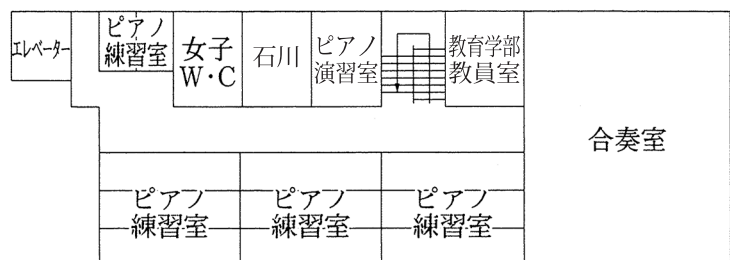 エレベーター
ピアノ
練習室
女子
W・C
石川
ピアノ
演習室
教育学部
教員室
合奏室
ピアノ
練習室
ピアノ
練習室
ピアノ
練習室